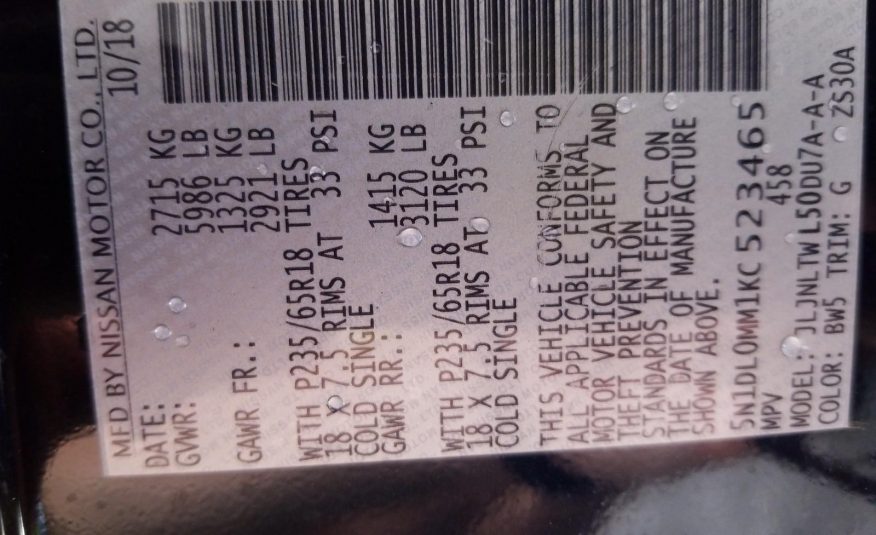 MFD BY NISSAN MOTOR CO., LTD.
DATE: 10/18
GVWR: 2715 KG
5986 LB
GAWR FR.: 1325 KG
2921 LB
WITH P235/65R18 TIRES
18 X 7.5 RIMS AT 33 PSI
COLD SINGLE
GAWR RR.: 1415 KG
3120 LB
WITH P235/65R18 TIRES
18 X 7.5 RIMS AT 33 PSI
COLD SINGLE
THIS VEHICLE CONFORMS TO
ALL APPLICABLE FEDERAL
MOTOR VEHICLE SAFETY AND
THEFT PREVENTION
STANDARDS IN EFFECT ON
THE DATE OF MANUFACTURE
SHOWN ABOVE.
5N1DL0MM1KC523465
MPV 458
MODEL: JLJNLTWL50DU7A-A-A
COLOR: BW5 TRIM: G ZS30A